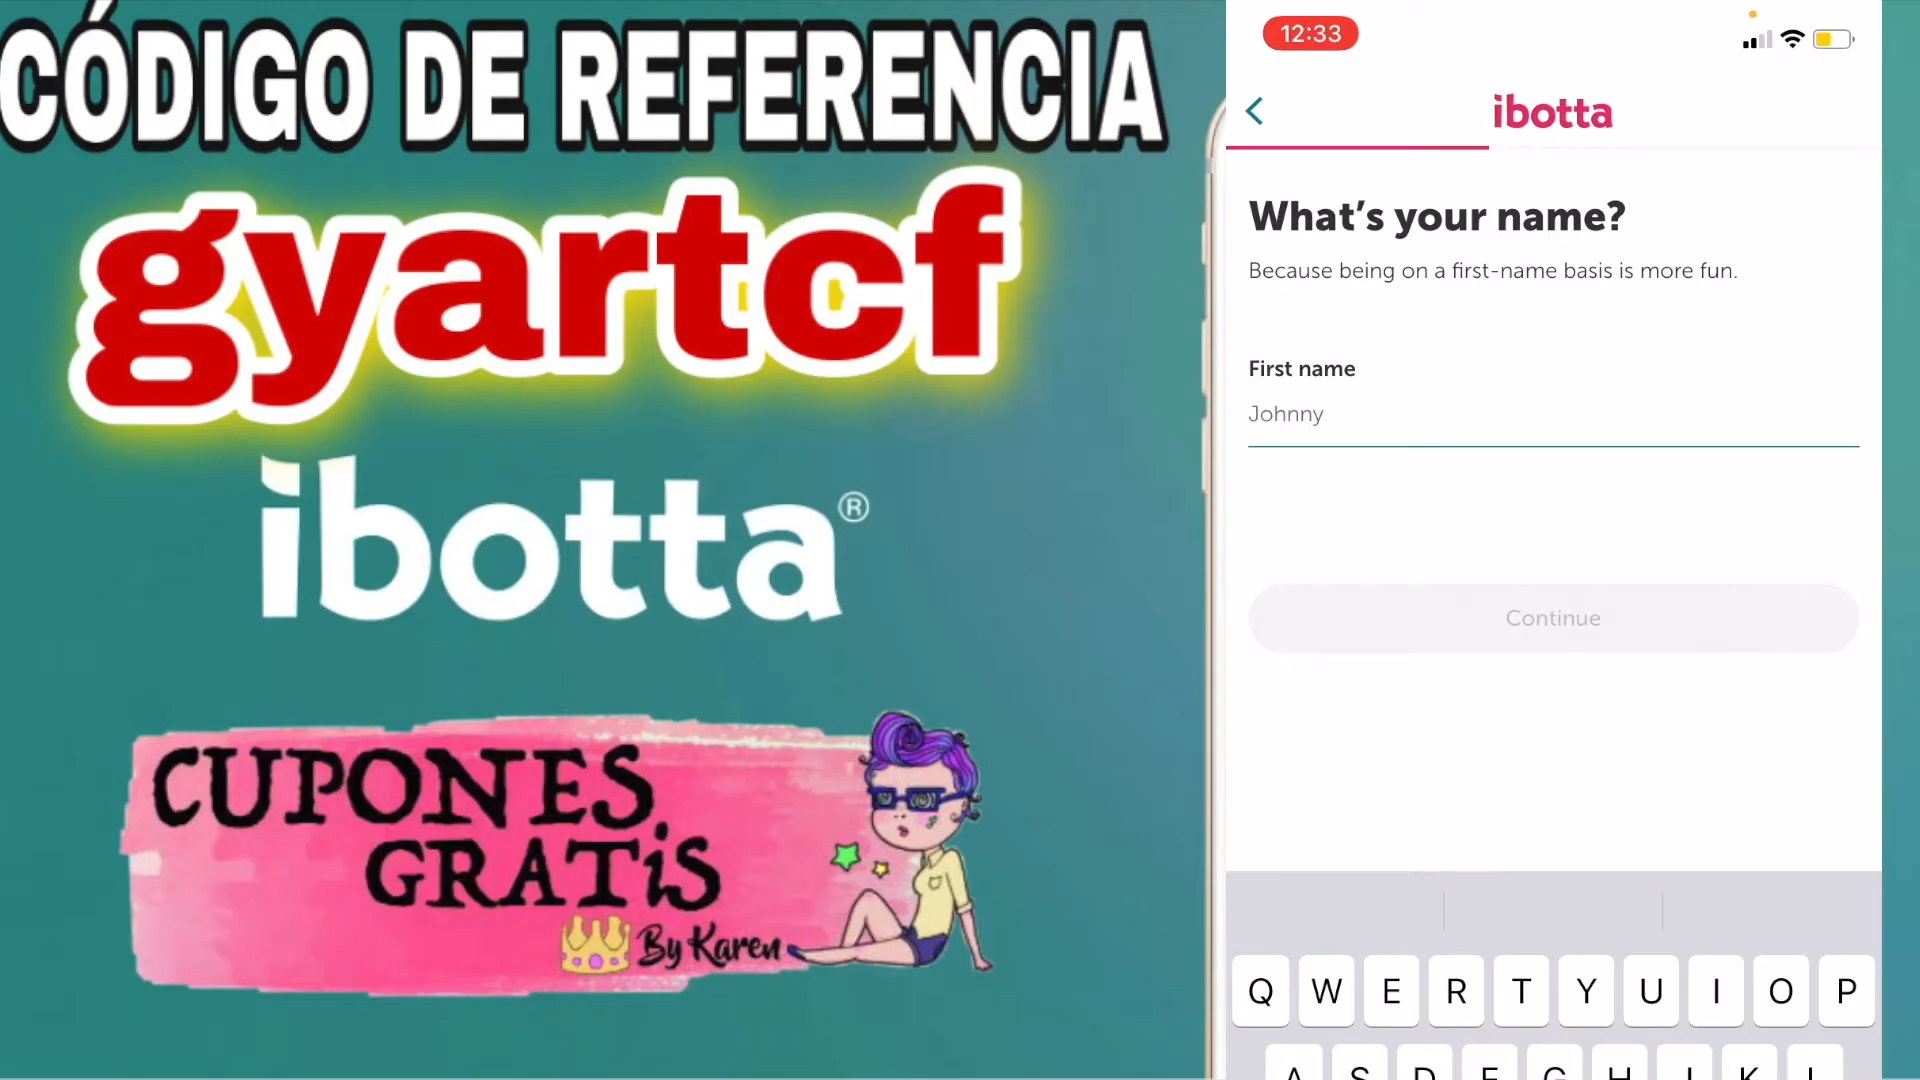 CÓDIGO DE REFERENCIA
gyartcf
ibotta®
CUPONES
GRATiS
By Karen
12:33
ibotta
What’s your name?
Because being on a first-name basis is more fun.
First name
Johnny
Continue
Q W E R T Y U I O P
A S D F G H J K L